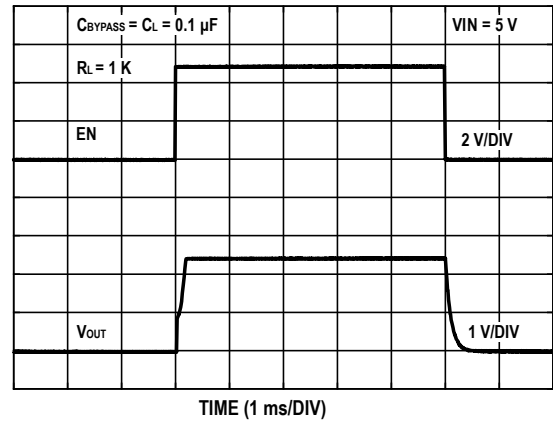 CBYPASS = CL = 0.1 µF
VIN = 5 V
RL = 1 K
EN
2 V/DIV
VOUT
1 V/DIV
TIME (1 ms/DIV)